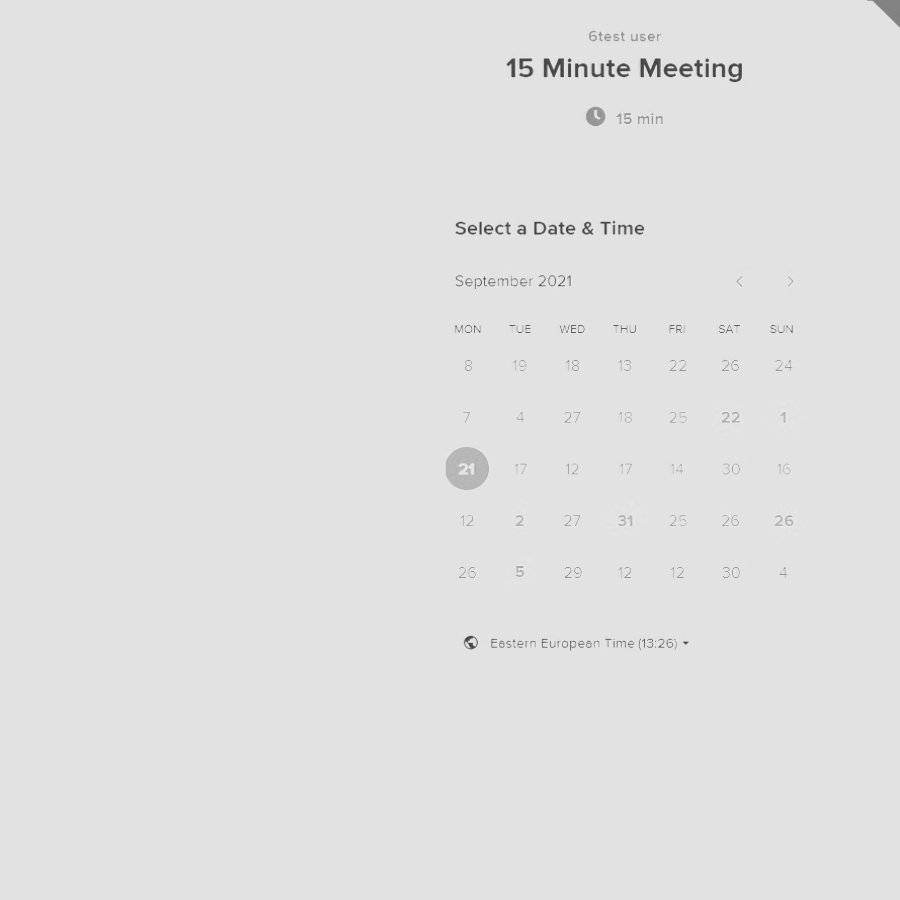 6test user
15 Minute Meeting
15 min
Select a Date & Time
September 2021
MON TUE WED THU FRI SAT SUN
8 19 18 13 22 26 24
7 4 27 18 25 22 1
21 17 12 17 14 30 16
12 2 27 31 25 26 26
26 5 29 12 12 30 4
Eastern European Time (13:26)